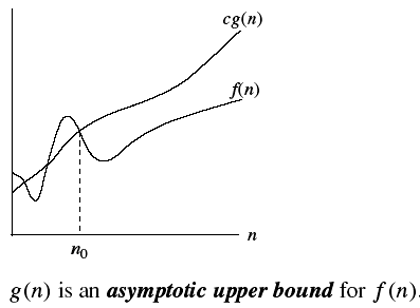 cg(n)
f(n)
n
n₀
g(n) is an asymptotic upper bound for f(n).